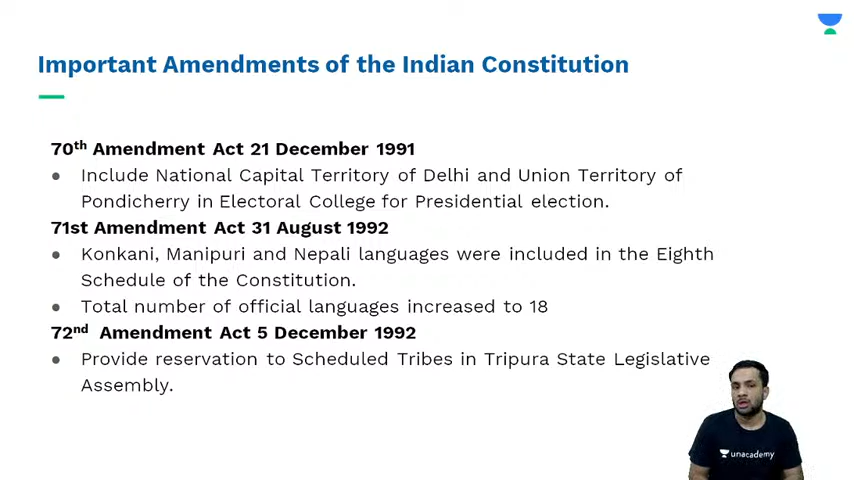 Important Amendments of the Indian Constitution
70th Amendment Act 21 December 1991
● Include National Capital Territory of Delhi and Union Territory of
Pondicherry in Electoral College for Presidential election.
71st Amendment Act 31 August 1992
● Konkani, Manipuri and Nepali languages were included in the Eighth
Schedule of the Constitution.
● Total number of official languages increased to 18
72nd Amendment Act 5 December 1992
● Provide reservation to Scheduled Tribes in Tripura State Legislative
Assembly.
unacademy